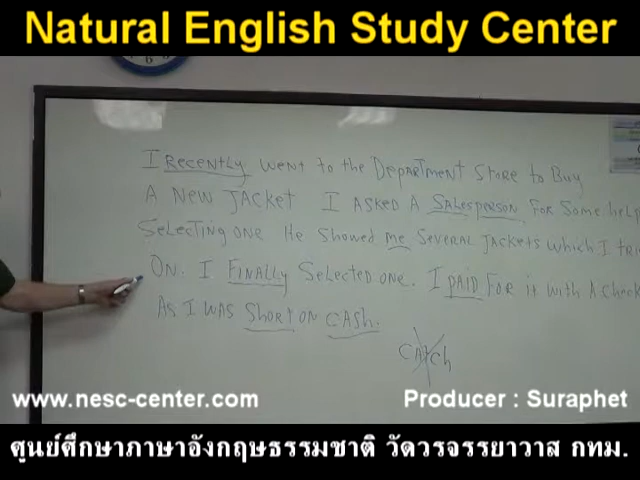 Natural English Study Center
I RECENTLY WENT to the DEPARTMENT STORE to Buy
A NEW JACKET I ASKED A SALESPERSON FOR SOME help
SELECTING ONE He Showed me SEVERAL JACKETS which I TRI
ON. I FINALLY SELECTED ONE. I PAID FOR it with A check
AS I WAS SHORT ON CASH.
CATCh
www.nesc-center.com
Producer : Suraphet
ศูนย์ศึกษาภาษาอังกฤษธรรมชาติ วัดวรจรรยาวาส กทม.